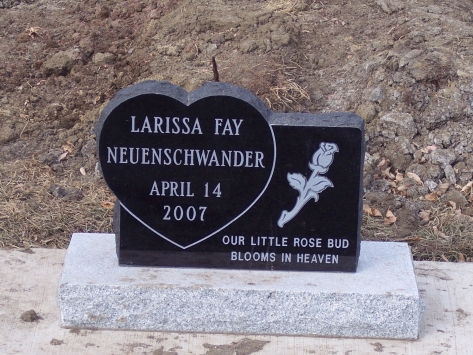 LARISSA FAY
NEUENSCHWANDER
APRIL 14
2007
OUR LITTLE ROSE BUD
BLOOMS IN HEAVEN